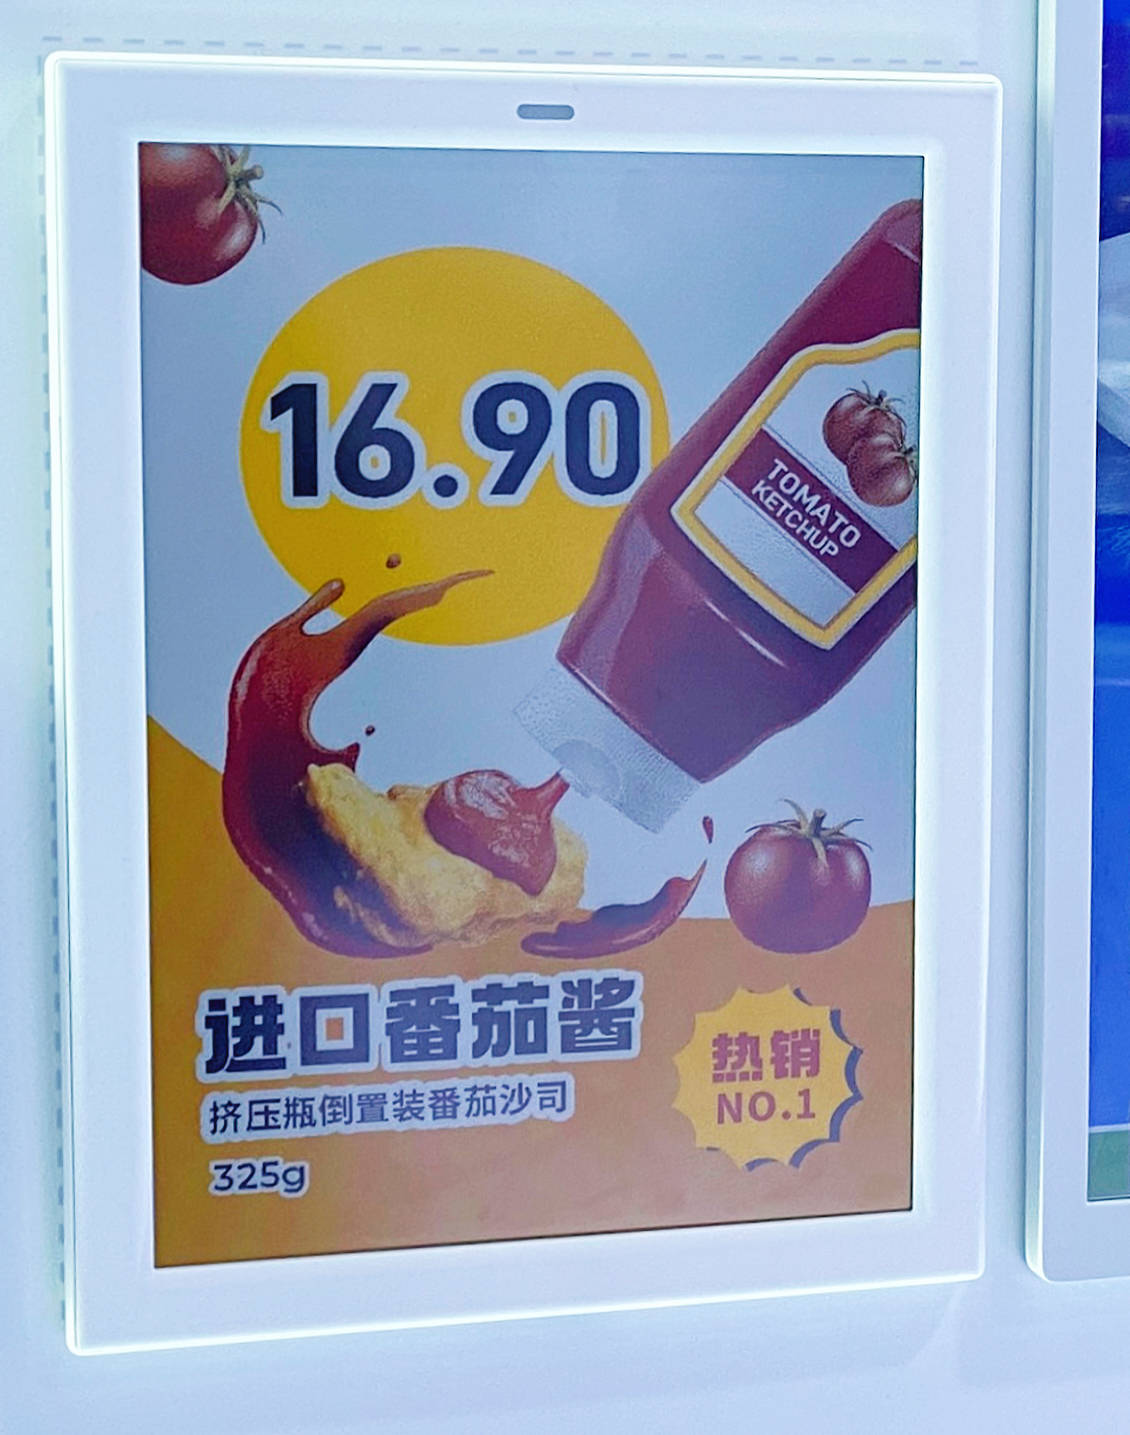 16.90
TOMATO
KETCHUP
进口番茄酱
挤压瓶倒置装番茄沙司
325g
热销
NO.1